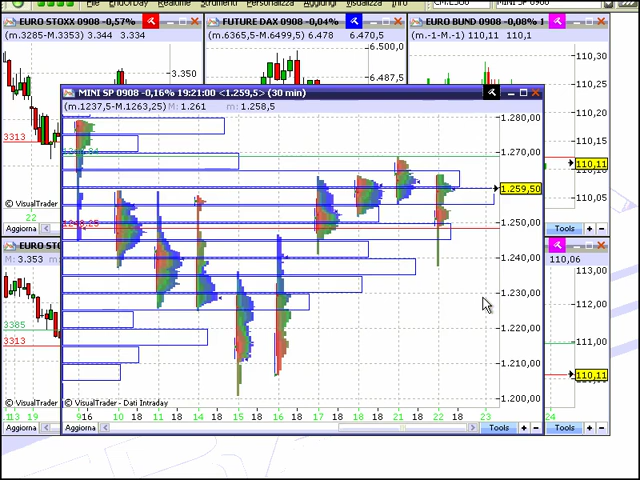 File EndOfDay Realtime Strumenti Personalizza Aggiungi Visualizza Info
EURO STOXX 0908 -0,57%
FUTURE DAX 0908 -0,04%
EURO BUND 0908 -0,08%
(m.3285-M.3353) 3.344 3.334
(m.6365,5-M.6499,5) 6.478 6.470,5
(m.-1-M.-1) 110,11 110,1
3.350
6.500,0
6.487,5
110,30
110,25
110,20
110,15
110,11
110,05
MINI SP 0908 -0,16% 19:21:00 <1.259,5> (30 min)
(m.1237,5-M.1263,25) M: 1.261 m: 1.258,5
1.280,00
1.270,00
1.259,50
1.250,00
1.240,00
1.230,00
1.220,00
1.210,00
1.200,00
3313
© VisualTrader
22
Aggiorna
Tools
EURO STO
M: 3.353 m:
110,06
113,00
112,00
111,00
110,11
3385
3313
© VisualTrader
© VisualTrader - Dati Intraday
13 19
9 16 10 18 11 18 14 18 15 18 16 18 17 18 18 18 21 18 22 18 23
24
Aggiorna
Aggiorna
Tools
Tools